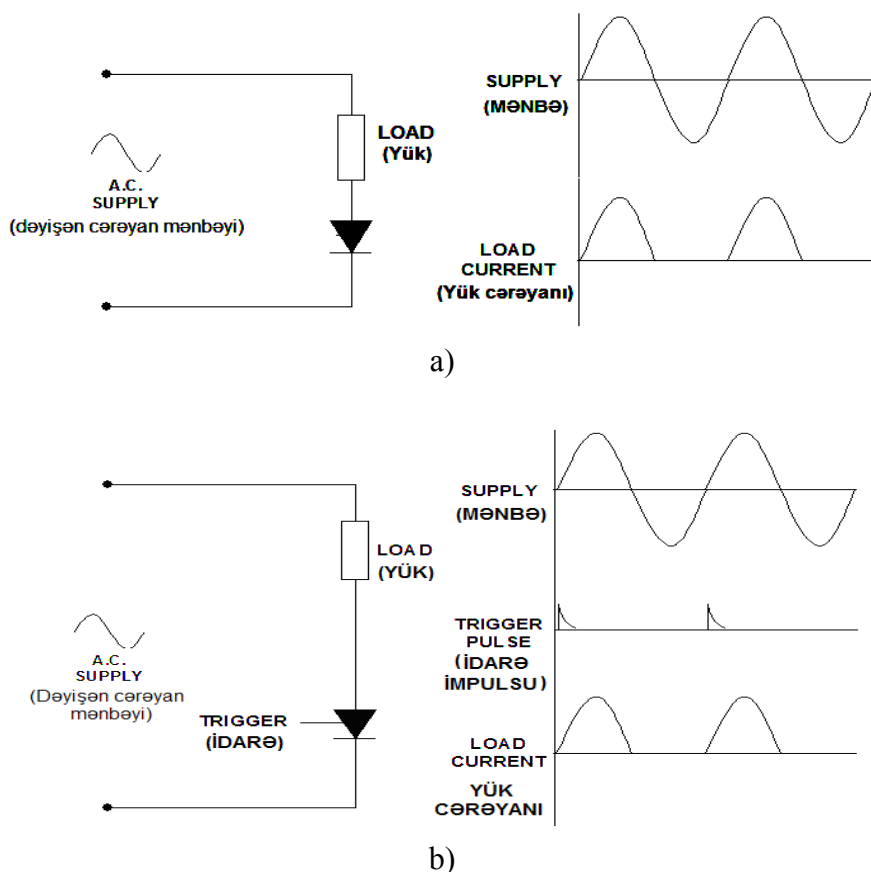 LOAD
(Yük)
A.C.
SUPPLY
(dəyişən cərəyan mənbəyi)
SUPPLY
(MƏNBƏ)
LOAD
CURRENT
(Yük cərəyanı)
a)
LOAD
(YÜK)
A.C.
SUPPLY
(Dəyişən cərəyan
mənbəyi)
TRIGGER
(İDARƏ)
SUPPLY
(MƏNBƏ)
TRIGGER
PULSE
(İDARƏ
İMPULSU)
LOAD
CURRENT
YÜK
CƏRƏYANI
b)